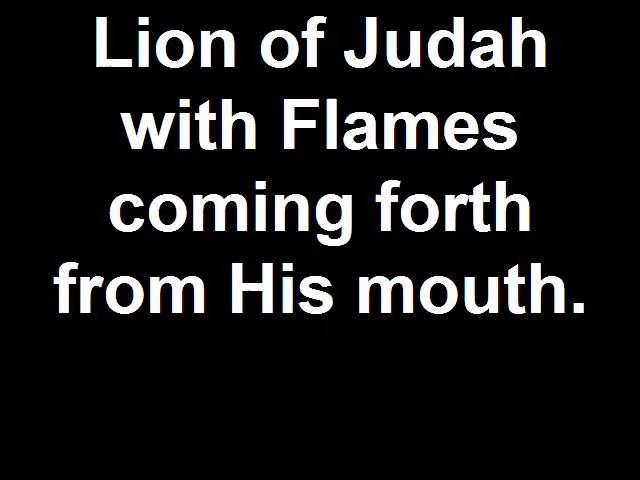 Lion of Judah
with Flames
coming forth
from His mouth.